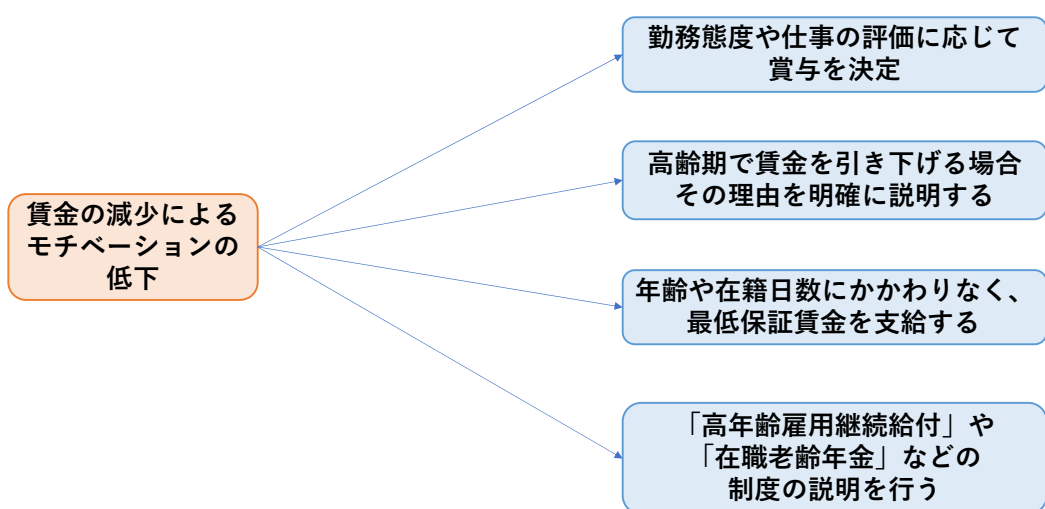 賃金の減少による
モチベーションの
低下
勤務態度や仕事の評価に応じて
賞与を決定
高齢期で賃金を引き下げる場合
その理由を明確に説明する
年齢や在籍日数にかかわりなく、
最低保証賃金を支給する
「高年齢雇用継続給付」や
「在職老齢年金」などの
制度の説明を行う